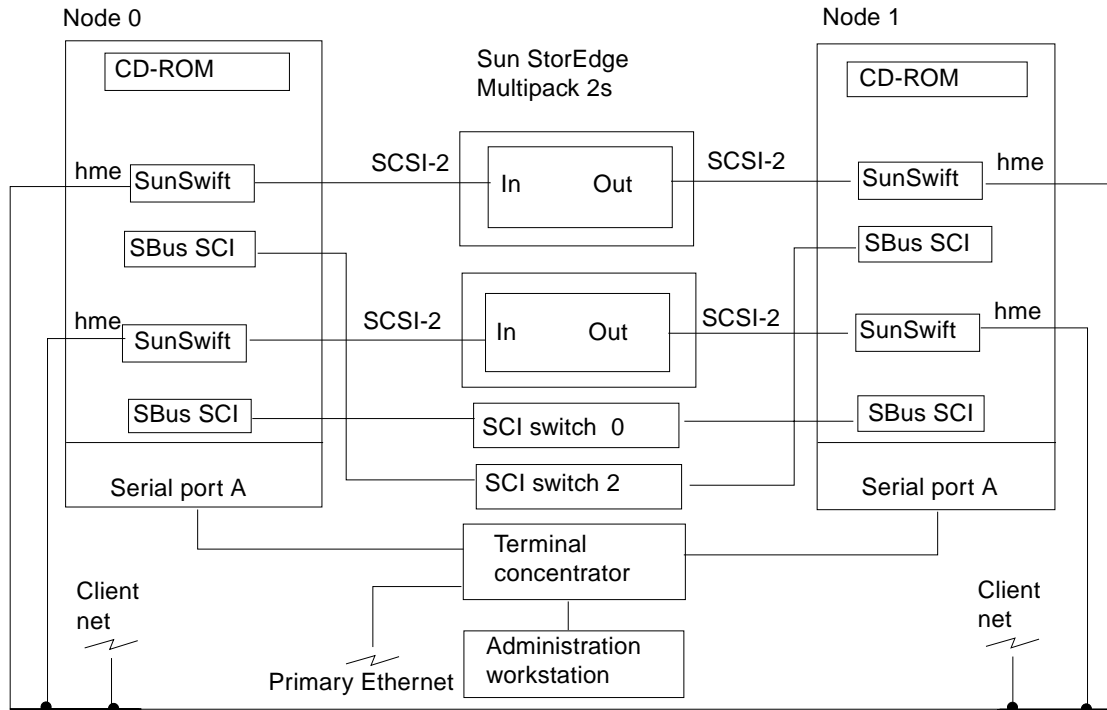 Node 0
Node 1
Sun StorEdge
Multipack 2s
CD-ROM
CD-ROM
hme
SunSwift
SCSI-2
In
Out
SCSI-2
SunSwift
hme
SBus SCI
SBus SCI
hme
SunSwift
SCSI-2
In
Out
SCSI-2
SunSwift
hme
SBus SCI
SCI switch 0
SBus SCI
Serial port A
SCI switch 2
Serial port A
Terminal
concentrator
Client
net
Client
net
Administration
workstation
Primary Ethernet